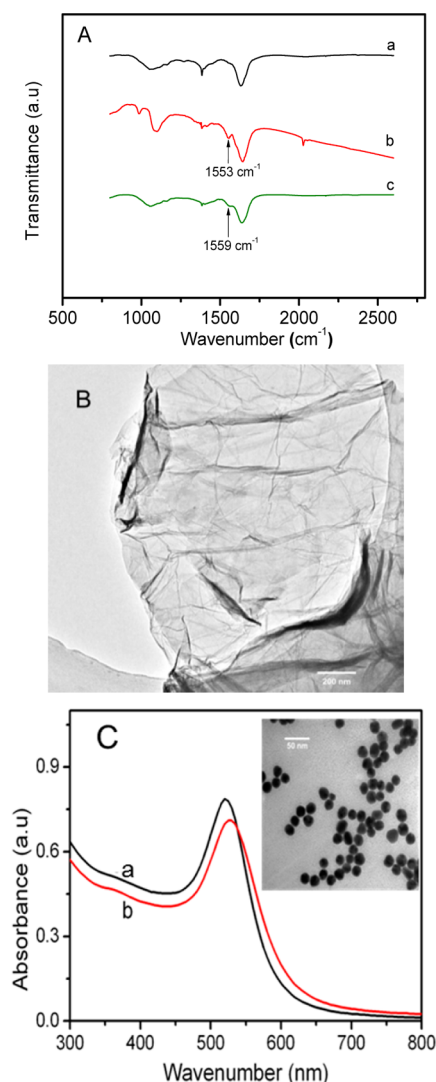 A
a
b
1553 cm⁻¹
c
1559 cm⁻¹
Transmittance (a.u)
500 1000 1500 2000 2500
Wavenumber (cm⁻¹)
B
200 nm
C
50 nm
0.9
0.6
0.3
0.0
a
b
Absorbance (a.u)
300 400 500 600 700 800
Wavenumber (nm)